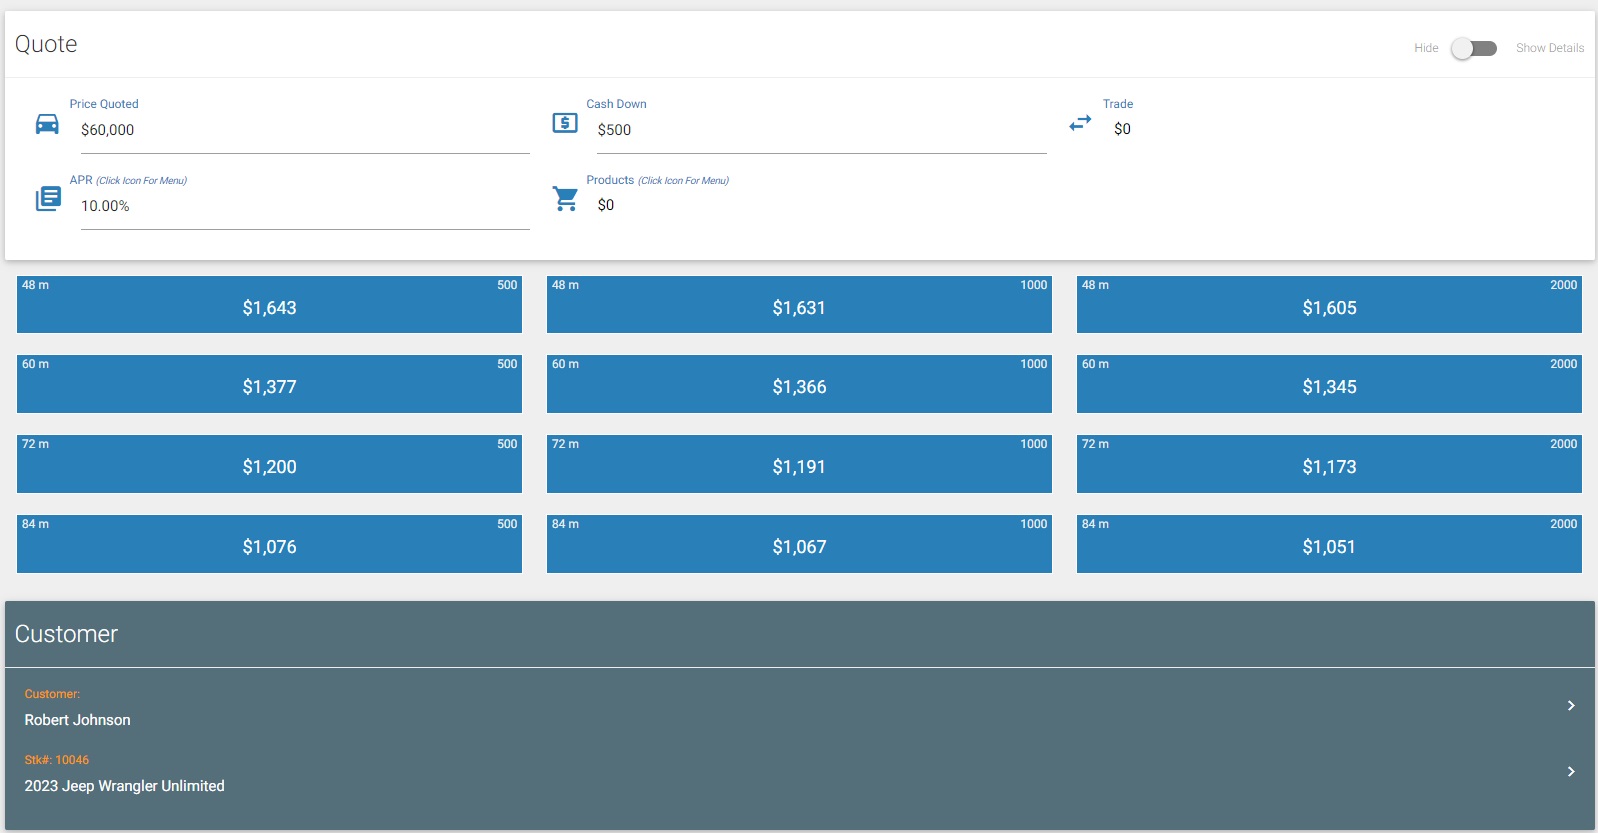 Quote
Hide Show Details
Price Quoted Cash Down Trade
$60,000 $500 $0
APR (Click Icon For Menu) Products (Click Icon For Menu)
10.00% $0
48 m 500 48 m 1000 48 m 2000
$1,643 $1,631 $1,605
60 m 500 60 m 1000 60 m 2000
$1,377 $1,366 $1,345
72 m 500 72 m 1000 72 m 2000
$1,200 $1,191 $1,173
84 m 500 84 m 1000 84 m 2000
$1,076 $1,067 $1,051
Customer
Customer:
Robert Johnson
Stk#: 10046
2023 Jeep Wrangler Unlimited